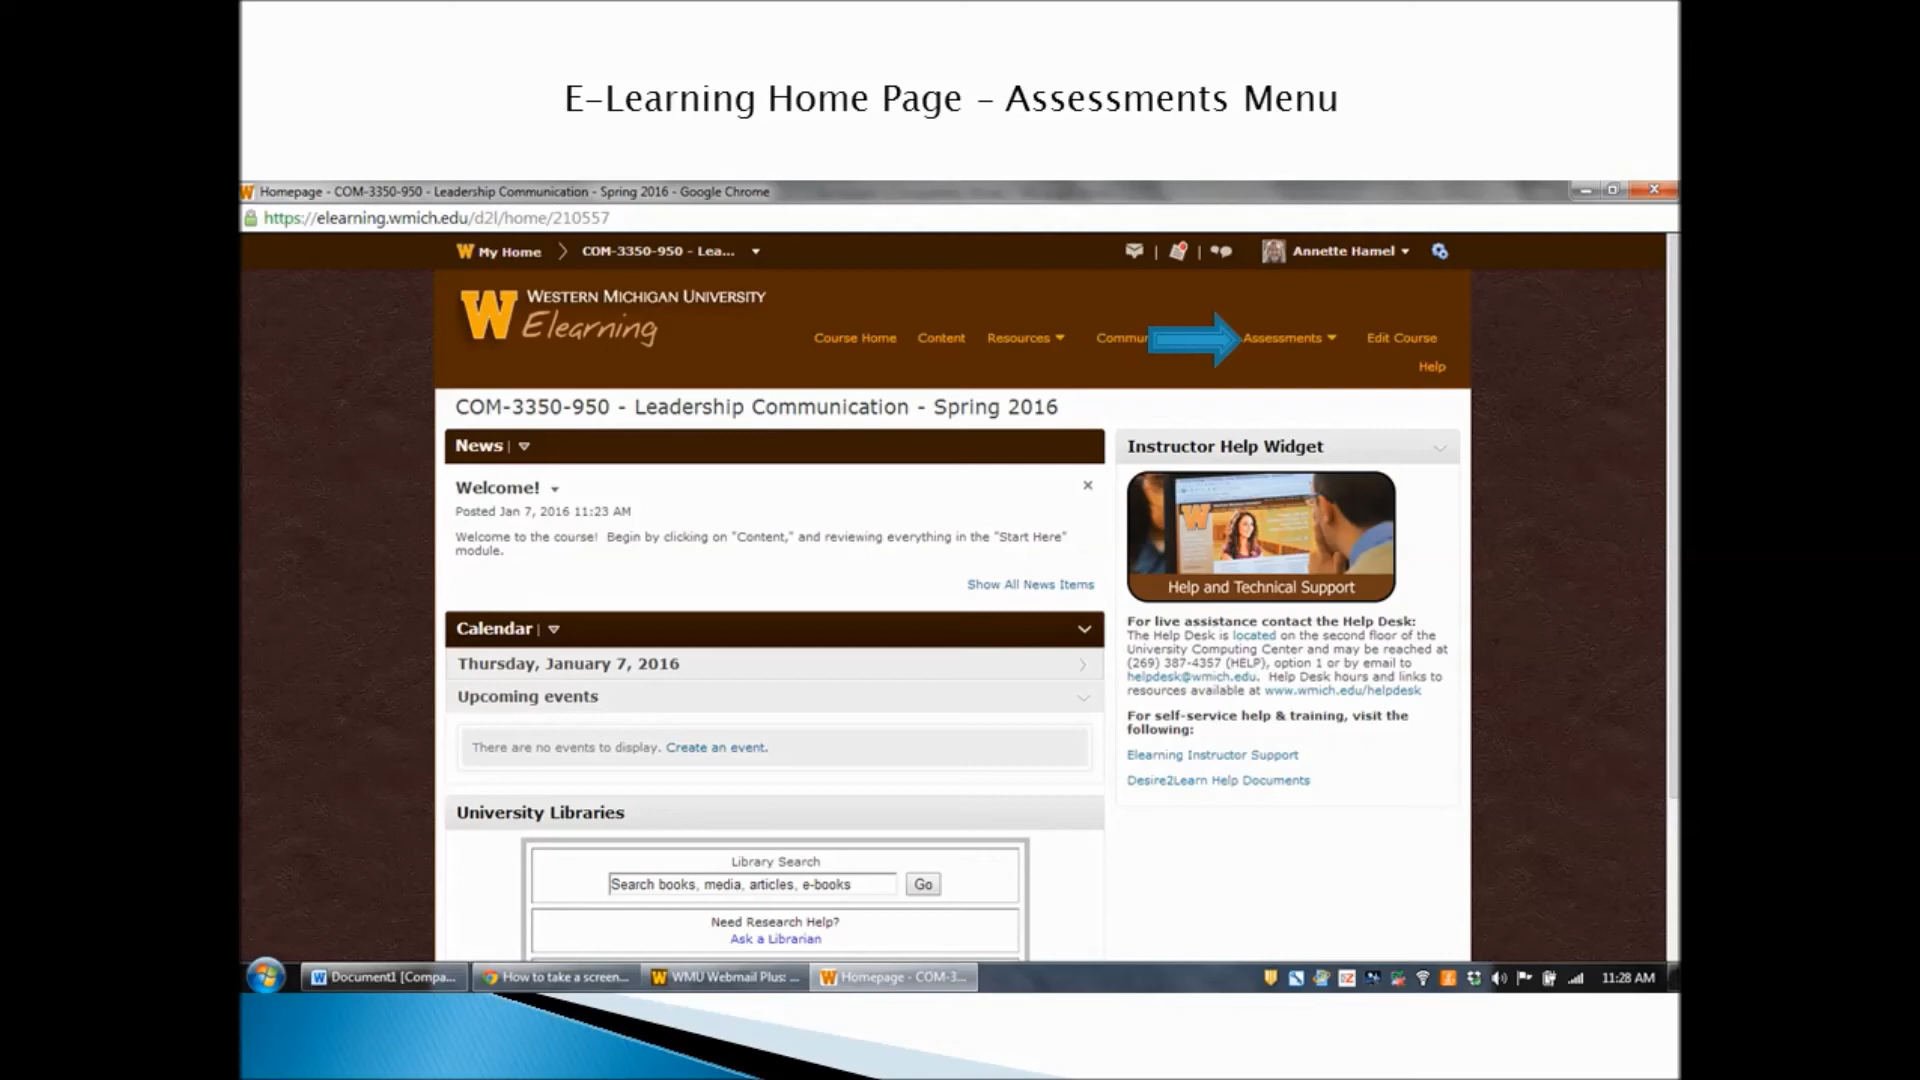 E-Learning Home Page - Assessments Menu
Homepage - COM-3350-950 - Leadership Communication - Spring 2016 - Google Chrome
https://elearning.wmich.edu/d2l/home/210557
My Home COM-3350-950 - Lea... Annette Hamel
WESTERN MICHIGAN UNIVERSITY
Elearning
Course Home Content Resources Commun Assessments Edit Course
Help
COM-3350-950 - Leadership Communication - Spring 2016
News
Welcome!
Posted Jan 7, 2016 11:23 AM
Welcome to the course! Begin by clicking on "Content," and reviewing everything in the "Start Here"
module.
Show All News Items
Calendar
Thursday, January 7, 2016
Upcoming events
There are no events to display. Create an event.
University Libraries
Library Search
Search books, media, articles, e-books Go
Need Research Help?
Ask a Librarian
Instructor Help Widget
Help and Technical Support
For live assistance contact the Help Desk:
The Help Desk is located on the second floor of the
University Computing Center and may be reached at
(269) 387-4357 (HELP), option 1 or by email to
helpdesk@wmich.edu. Help Desk hours and links to
resources available at www.wmich.edu/helpdesk
For self-service help & training, visit the
following:
Elearning Instructor Support
Desire2Learn Help Documents
Document1 [Compa... How to take a screen... WMU Webmail Plus: ... Homepage - COM-3... 11:28 AM